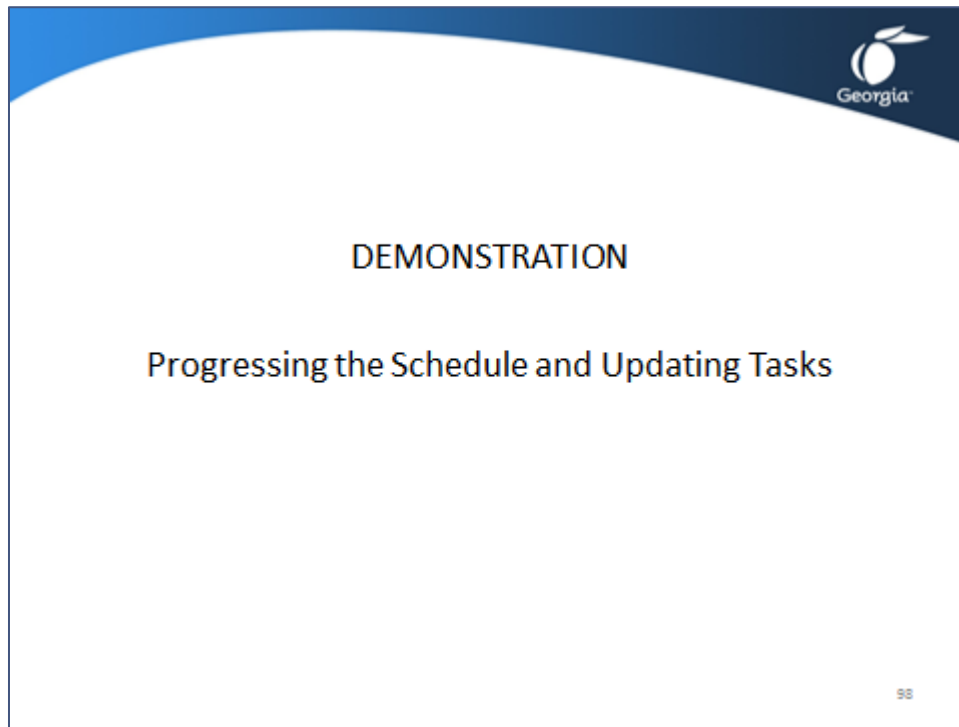 Georgia
DEMONSTRATION
Progressing the Schedule and Updating Tasks
98